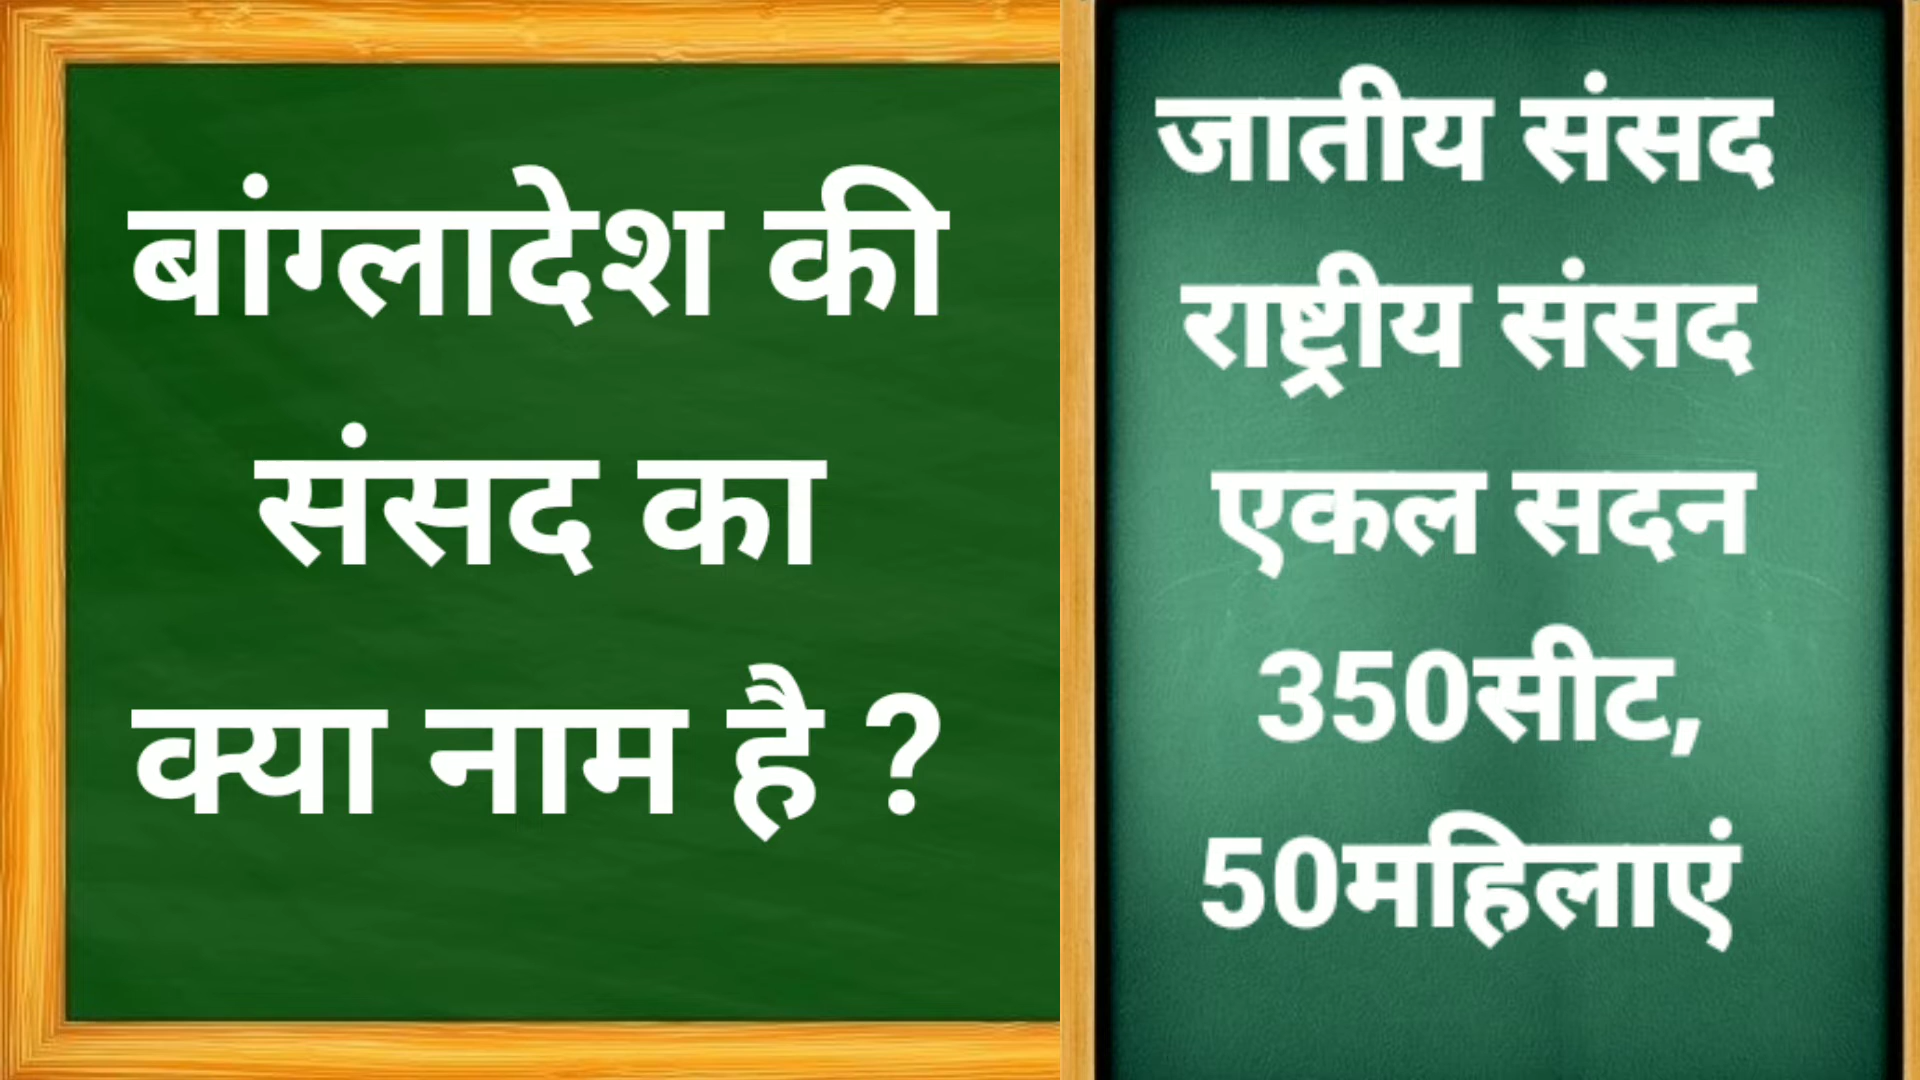 बांग्लादेश की
संसद का
क्या नाम है ?
जातीय संसद
राष्ट्रीय संसद
एकल सदन
350सीट,
50महिलाएं